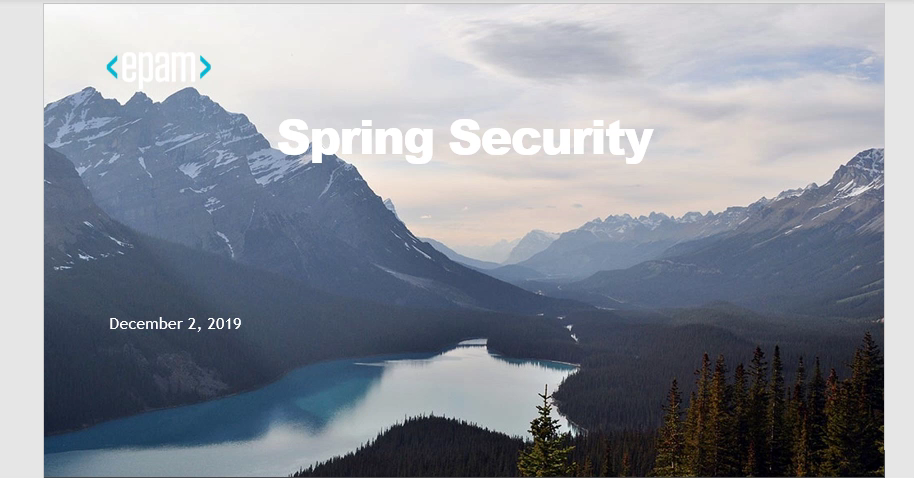 <epam>
Spring Security
December 2, 2019